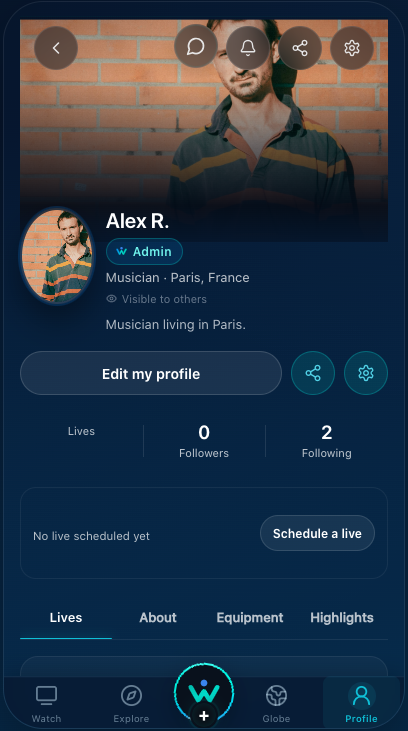 Alex R.
Admin
Musician · Paris, France
Visible to others
Musician living in Paris.
Edit my profile
Lives
0
Followers
2
Following
No live scheduled yet
Schedule a live
Lives About Equipment Highlights
Watch Explore Globe Profile